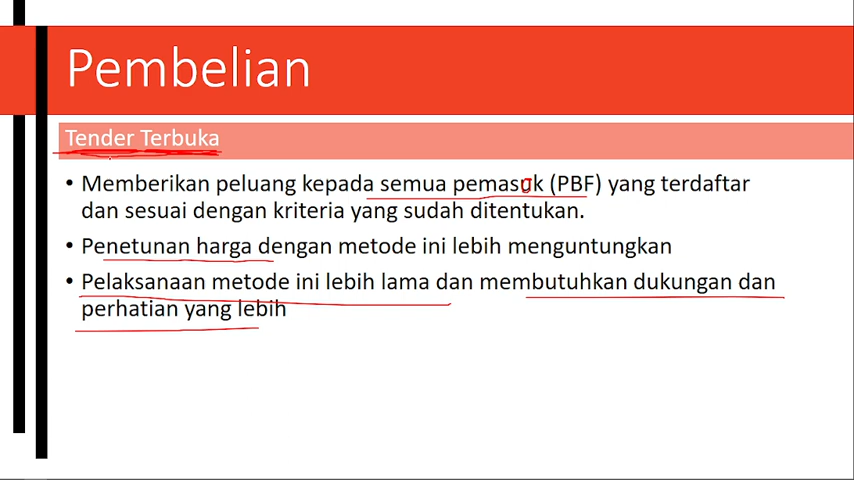 Pembelian
Tender Terbuka
• Memberikan peluang kepada semua pemasok (PBF) yang terdaftar
dan sesuai dengan kriteria yang sudah ditentukan.
• Penetunan harga dengan metode ini lebih menguntungkan
• Pelaksanaan metode ini lebih lama dan membutuhkan dukungan dan
perhatian yang lebih